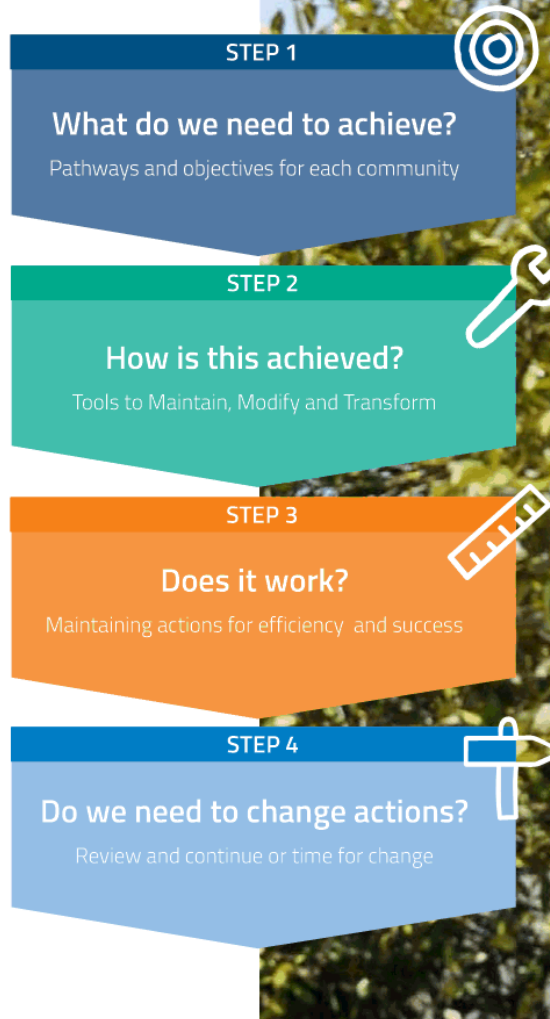 STEP 1
What do we need to achieve?
Pathways and objectives for each community
STEP 2
How is this achieved?
Tools to Maintain, Modify and Transform
STEP 3
Does it work?
Maintaining actions for efficiency and success
STEP 4
Do we need to change actions?
Review and continue or time for change